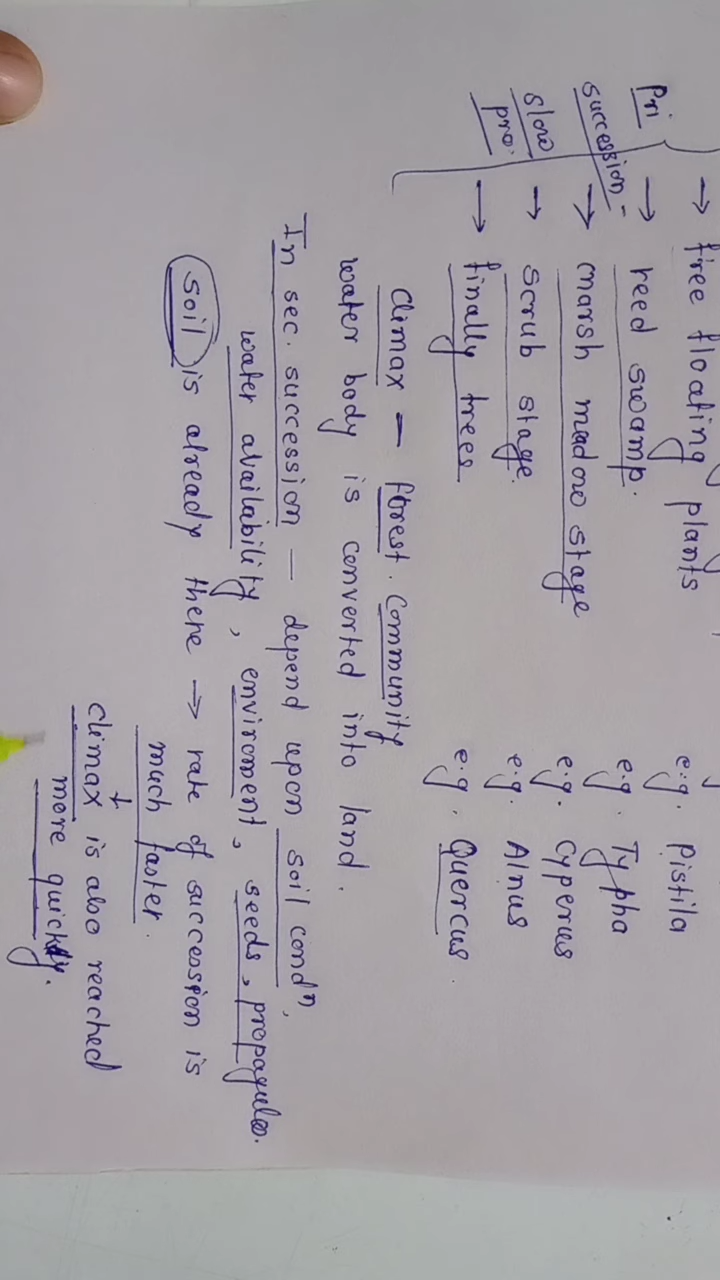 → free floating plants e.g. Pistila
Pri → reed swamp. e.g. Typha
succession - → marsh madow stage e.g. Cyperus
slow → scrub stage. e.g. Alnus
pro. → finally trees e.g. Quercus
Climax – forest. Community
water body is converted into land.
In sec. succession – depend upon soil condⁿ,
water availability, enviroment, seeds, propagules.
soil is already there → rate of succession is
much faster.
↓
climax is also reached
more quickly.